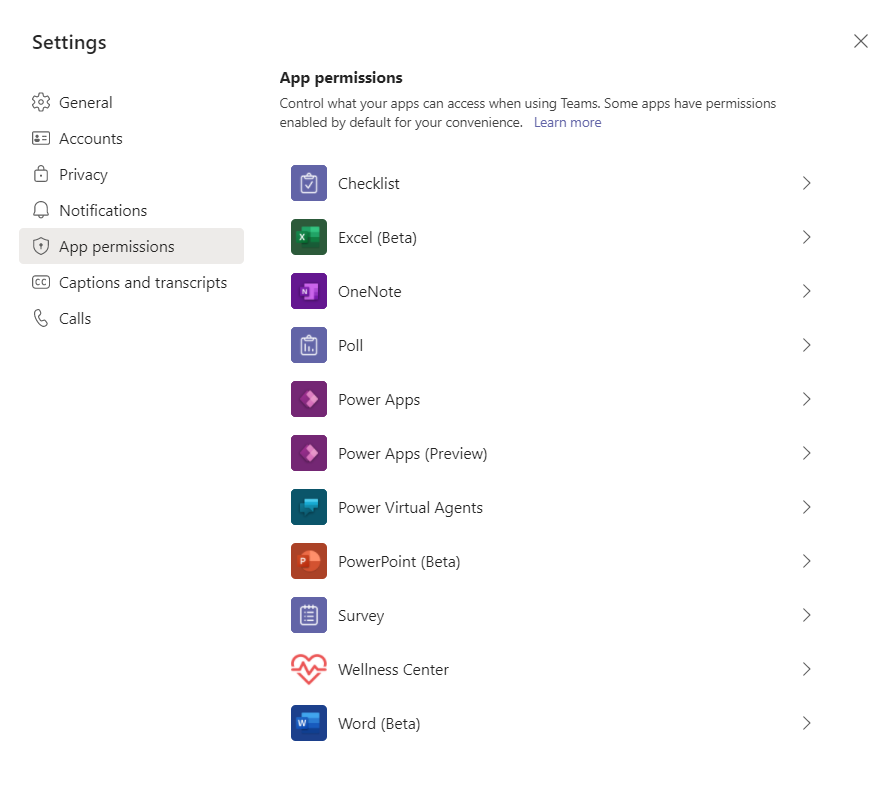 Settings
General
Accounts
Privacy
Notifications
App permissions
CC Captions and transcripts
Calls
App permissions
Control what your apps can access when using Teams. Some apps have permissions
enabled by default for your convenience. Learn more
Checklist
X Excel (Beta)
N OneNote
Poll
Power Apps
Power Apps (Preview)
Power Virtual Agents
P PowerPoint (Beta)
Survey
Wellness Center
W Word (Beta)